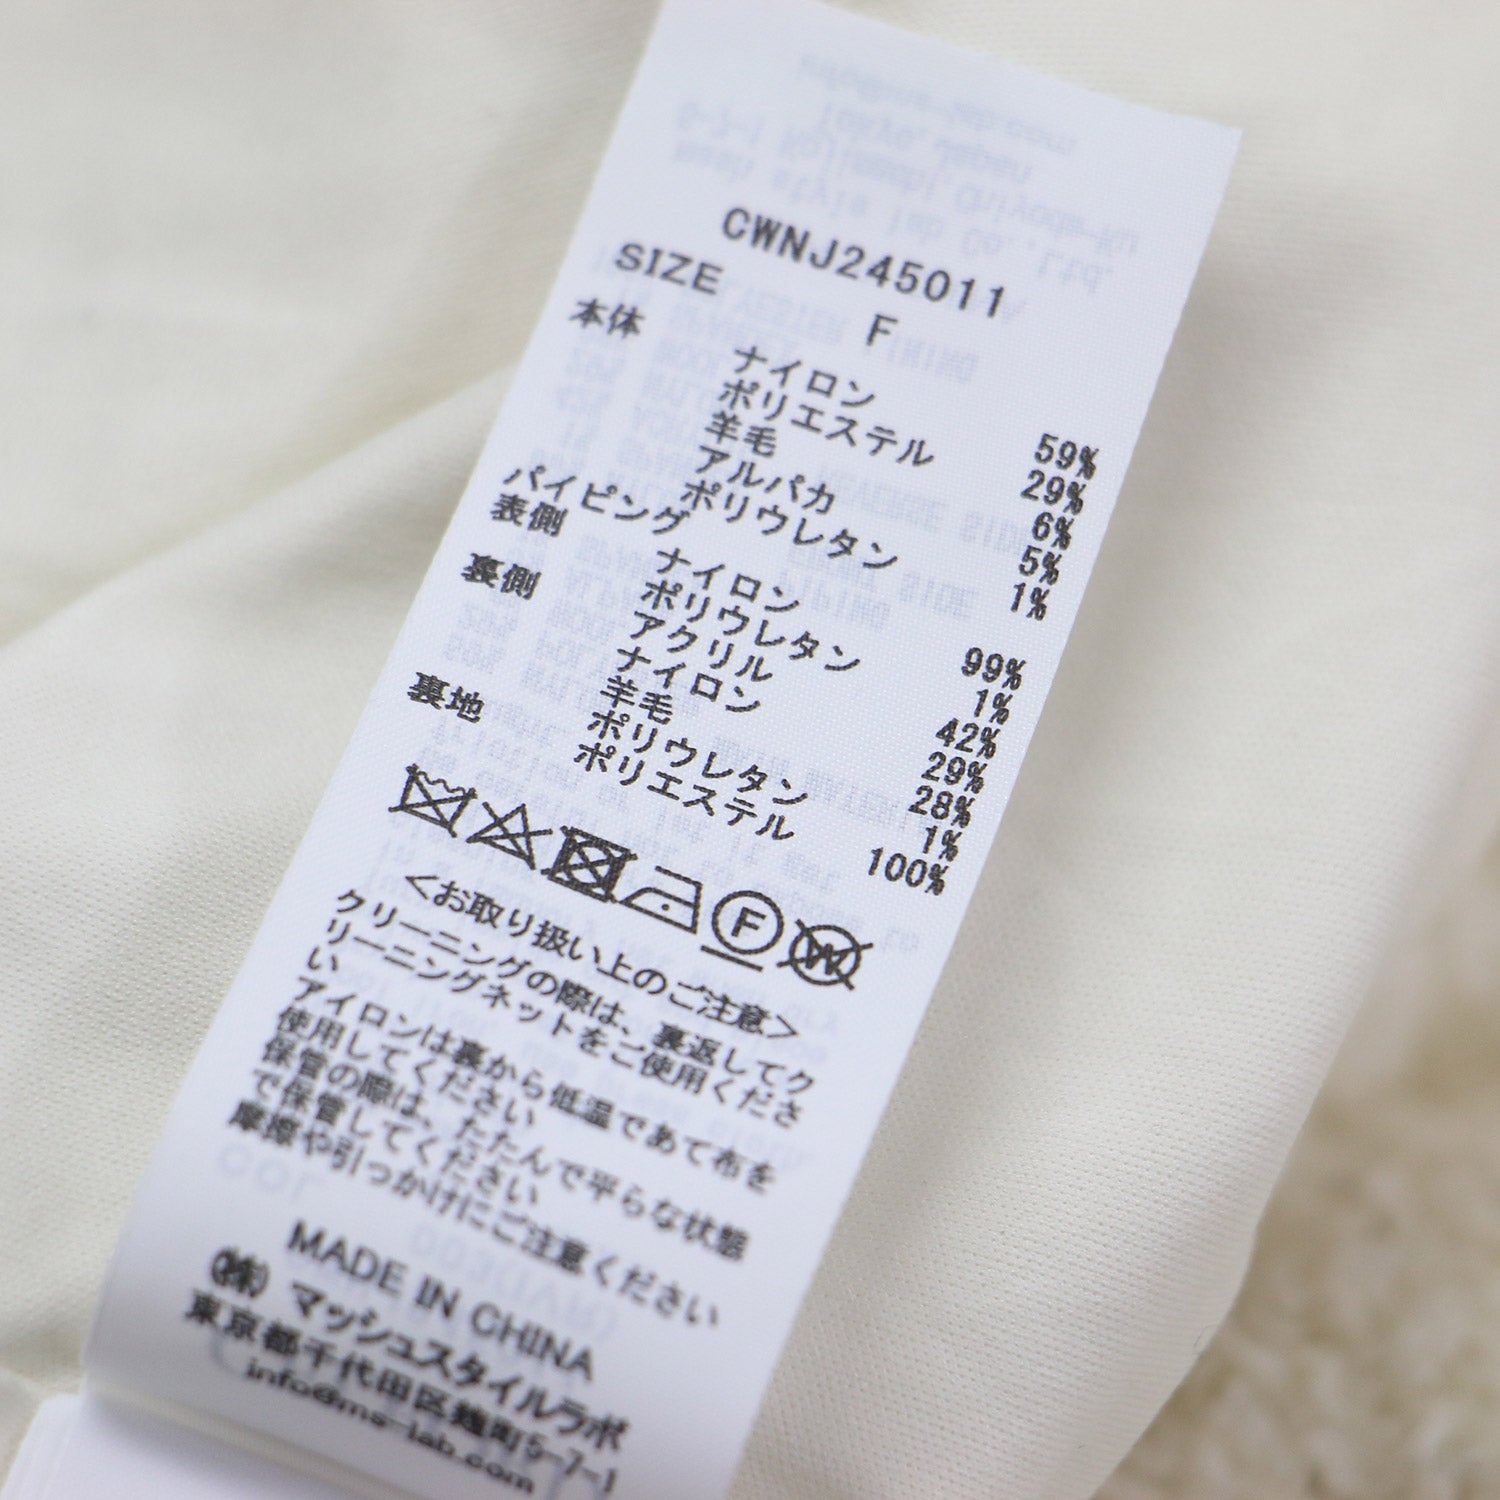 CWNJ245011
SIZE F
本体
ナイロン 59%
ポリエステル 29%
羊毛 6%
アルパカ 5%
ポリウレタン 1%
パイピング
表側
ナイロン 99%
ポリウレタン 1%
裏側
アクリル 42%
ナイロン 29%
羊毛 28%
ポリウレタン 1%
裏地
ポリエステル 100%
F W
<お取り扱い上のご注意>
クリーニングの際は、裏返してク
リーニングネットをご使用くださ
い
アイロンは裏から低温であて布を
使用してください
保管の際は、たたんで平らな状態
で保管してください
摩擦や引っかけにご注意ください
MADE IN CHINA
(株) マッシュスタイルラボ
東京都千代田区麹町5-7-1
info@ms-lab.com